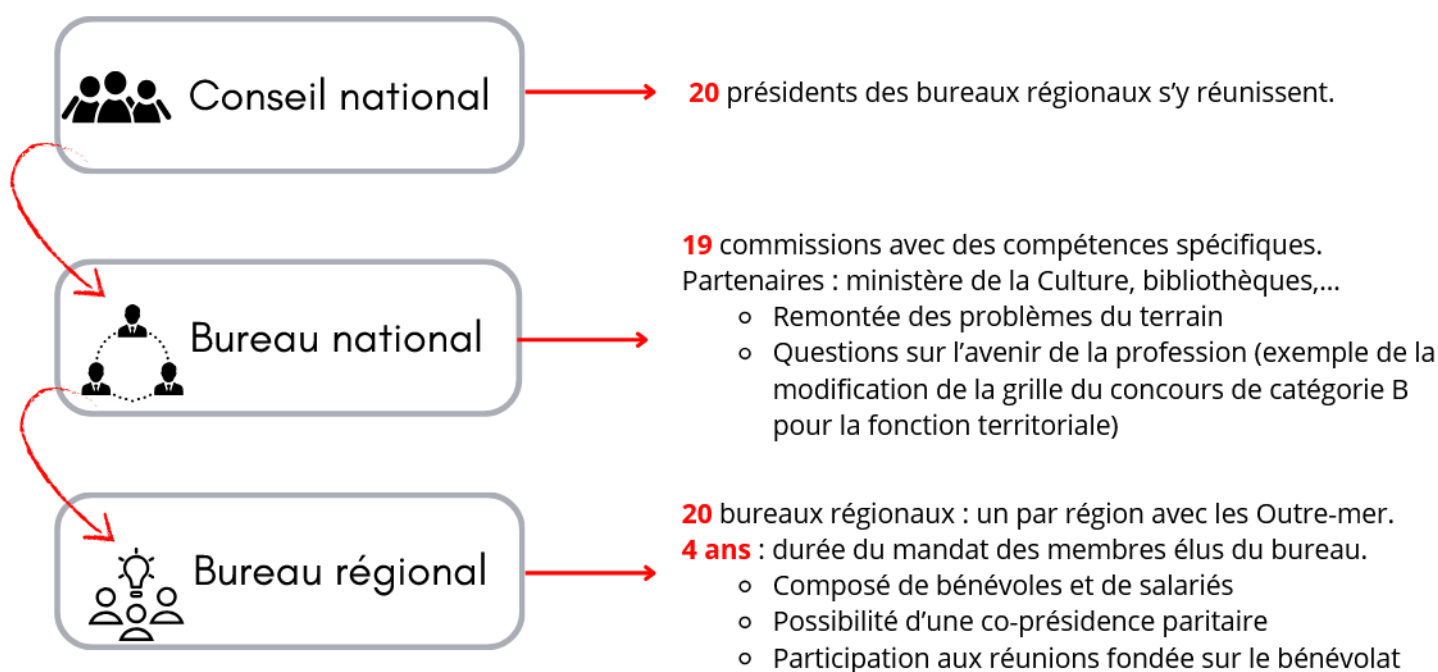 Conseil national
20 présidents des bureaux régionaux s’y réunissent.
Bureau national
19 commissions avec des compétences spécifiques.
Partenaires : ministère de la Culture, bibliothèques,...
Remontée des problèmes du terrain
Questions sur l’avenir de la profession (exemple de la
modification de la grille du concours de catégorie B
pour la fonction territoriale)
Bureau régional
20 bureaux régionaux : un par région avec les Outre-mer.
4 ans : durée du mandat des membres élus du bureau.
Composé de bénévoles et de salariés
Possibilité d’une co-présidence paritaire
Participation aux réunions fondée sur le bénévolat